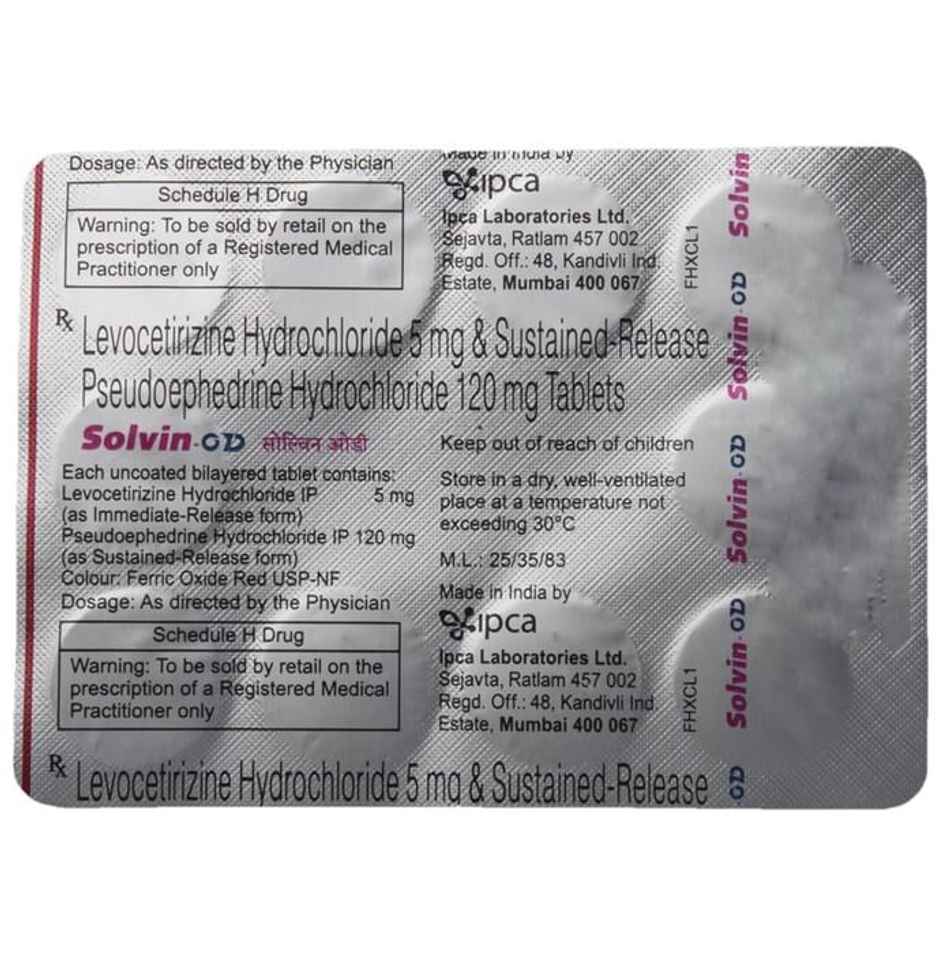 Dosage: As directed by the Physician
Schedule H Drug
Warning: To be sold by retail on the
prescription of a Registered Medical
Practitioner only
Made in India by
ipca
Ipca Laboratories Ltd.
Sejavta, Ratlam 457 002
Regd. Off.: 48, Kandivli Ind.
Estate, Mumbai 400 067
FHXCL1
Rx Levocetirizine Hydrochloride 5 mg & Sustained-Release
Pseudoephedrine Hydrochloride 120 mg Tablets
Solvin-OD सोल्विन ओडी
Each uncoated bilayered tablet contains:
Levocetirizine Hydrochloride IP 5 mg
(as Immediate-Release form)
Pseudoephedrine Hydrochloride IP 120 mg
(as Sustained-Release form)
Colour: Ferric Oxide Red USP-NF
Dosage: As directed by the Physician
Keep out of reach of children
Store in a dry, well-ventilated
place at a temperature not
exceeding 30°C
M.L.: 25/35/83
Made in India by
ipca
Ipca Laboratories Ltd.
Sejavta, Ratlam 457 002
Regd. Off.: 48, Kandivli Ind.
Estate, Mumbai 400 067
FHXCL1
Schedule H Drug
Warning: To be sold by retail on the
prescription of a Registered Medical
Practitioner only
Rx Levocetirizine Hydrochloride 5 mg & Sustained-Release
Solvin
Solvin-OD
Solvin-OD
Solvin-OD
-OD